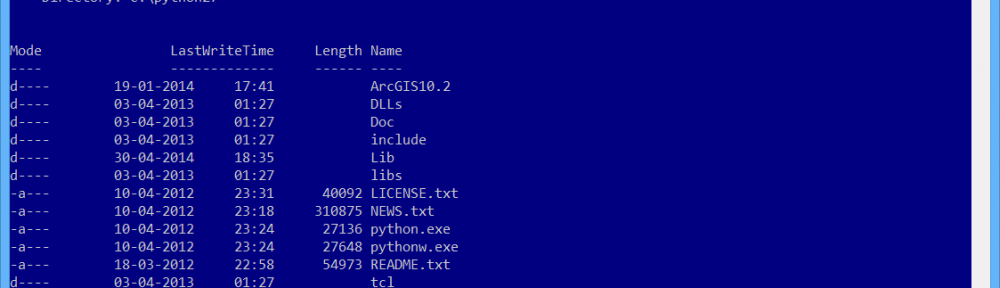 Directory: C:\python27
Mode LastWriteTime Length Name
---- ------------- ------ ----
d---- 19-01-2014 17:41 ArcGIS10.2
d---- 03-04-2013 01:27 DLLs
d---- 03-04-2013 01:27 Doc
d---- 03-04-2013 01:27 include
d---- 30-04-2014 18:35 Lib
d---- 03-04-2013 01:27 libs
-a--- 10-04-2012 23:31 40092 LICENSE.txt
-a--- 10-04-2012 23:18 310875 NEWS.txt
-a--- 10-04-2012 23:24 27136 python.exe
-a--- 10-04-2012 23:24 27648 pythonw.exe
-a--- 18-03-2012 22:58 54973 README.txt
d---- 03-04-2013 01:27 tcl